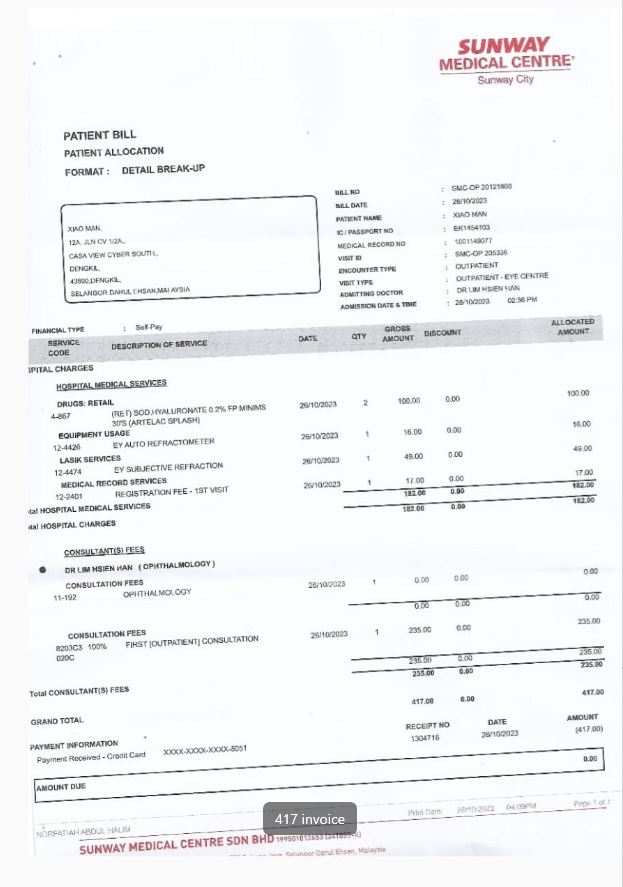 SUNWAY
MEDICAL CENTRE
Sunway City
PATIENT BILL
PATIENT ALLOCATION
FORMAT : DETAIL BREAK-UP
XIAO MAN,
12A, JLN CV 1/2A,.
CASA VIEW CYBER SOUTH,,
DENGKIL,
43800,DENGKIL,
SELANGOR DARUL EHSAN,MALAYSIA
BILL NO : SMC-OP 20121808
BILL DATE : 26/10/2023
PATIENT NAME : XIAO MAN
IC / PASSPORT NO : EK1454103
MEDICAL RECORD NO : 1001149077
VISIT ID : SMC-OP 205336
ENCOUNTER TYPE : OUTPATIENT
VISIT TYPE : OUTPATIENT - EYE CENTRE
ADMITTING DOCTOR : DR LIM HSIEN HAN
ADMISSION DATE & TIME : 26/10/2023 02:36 PM
FINANCIAL TYPE : Self-Pay
SERVICE CODE DESCRIPTION OF SERVICE DATE QTY GROSS AMOUNT DISCOUNT ALLOCATED AMOUNT
PITAL CHARGES
HOSPITAL MEDICAL SERVICES
DRUGS: RETAIL
4-867 (RET) SOD.HYALURONATE 0.2% FP MINIMS 26/10/2023 2 100.00 0.00 100.00
30'S (ARTELAC SPLASH)
EQUIPMENT USAGE
12-4426 EY AUTO REFRACTOMETER 26/10/2023 1 16.00 0.00 16.00
LASIK SERVICES
12-4474 EY SUBJECTIVE REFRACTION 26/10/2023 1 49.00 0.00 49.00
MEDICAL RECORD SERVICES
12-2401 REGISTRATION FEE - 1ST VISIT 26/10/2023 1 17.00 0.00 17.00
tal HOSPITAL MEDICAL SERVICES 182.00 0.00 182.00
tal HOSPITAL CHARGES 182.00 0.00 182.00
CONSULTANT(S) FEES
DR LIM HSIEN HAN ( OPHTHALMOLOGY )
CONSULTATION FEES
11-192 OPHTHALMOLOGY 26/10/2023 1 0.00 0.00 0.00
0.00 0.00 0.00
CONSULTATION FEES
8203C3 100% FIRST [OUTPATIENT] CONSULTATION 26/10/2023 1 235.00 0.00 235.00
020C
235.00 0.00 235.00
Total CONSULTANT(S) FEES 235.00 0.00 235.00
GRAND TOTAL 417.00 0.00 417.00
PAYMENT INFORMATION RECEIPT NO DATE AMOUNT
Payment Received - Credit Card XXXX-XXXX-XXXX-5051 1304716 26/10/2023 (417.00)
AMOUNT DUE 0.00
417 invoice
NORFATIAH ABDUL HALIM Print Date: 26/10/2023 04:09PM Page 1 of 1
SUNWAY MEDICAL CENTRE SDN BHD
Selangor Darul Ehsan, Malaysia